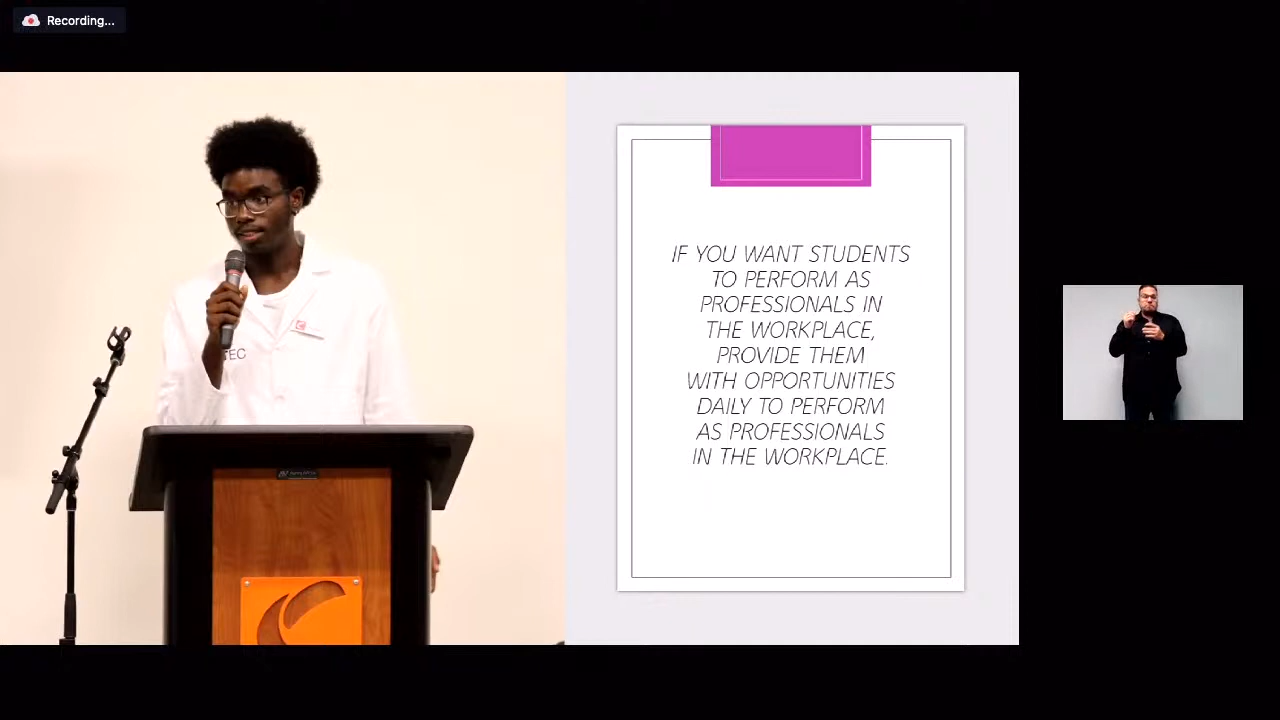 Recording...
TEC
IF YOU WANT STUDENTS
TO PERFORM AS
PROFESSIONALS IN
THE WORKPLACE,
PROVIDE THEM
WITH OPPORTUNITIES
DAILY TO PERFORM
AS PROFESSIONALS
IN THE WORKPLACE.